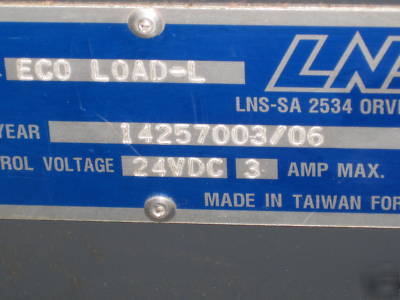 ECO LOAD-L
LNS
LNS-SA 2534 ORV
YEAR 14257003/06
ROL VOLTAGE 24VDC 3 AMP MAX.
MADE IN TAIWAN FOR